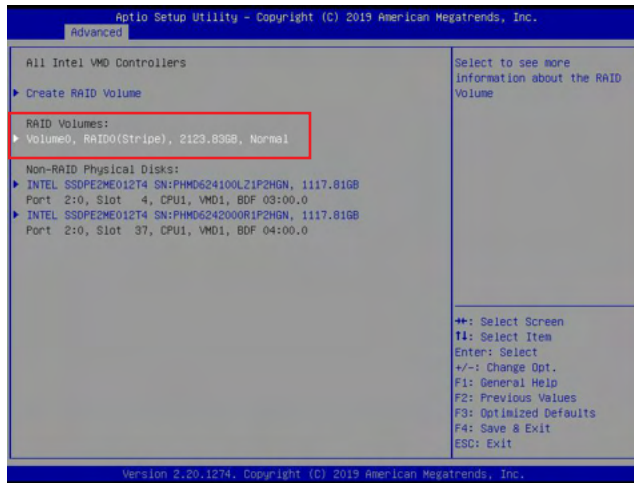 Aptio Setup Utility - Copyright (C) 2019 American Megatrends, Inc.
Advanced
All Intel VMD Controllers
Create RAID Volume
RAID Volumes:
Volume0, RAID0(Stripe), 2123.83GB, Normal
Non-RAID Physical Disks:
INTEL SSDPE2ME012T4 SN:PHMD624100LZ1P2HGN, 1117.81GB
Port 2:0, Slot 4, CPU1, VMD1, BDF 03:00.0
INTEL SSDPE2ME012T4 SN:PHMD6242000R1P2HGN, 1117.81GB
Port 2:0, Slot 37, CPU1, VMD1, BDF 04:00.0
Select to see more
information about the RAID
Volume
→←: Select Screen
↑↓: Select Item
Enter: Select
+/-: Change Opt.
F1: General Help
F2: Previous Values
F3: Optimized Defaults
F4: Save & Exit
ESC: Exit
Version 2.20.1274. Copyright (C) 2019 American Megatrends, Inc.